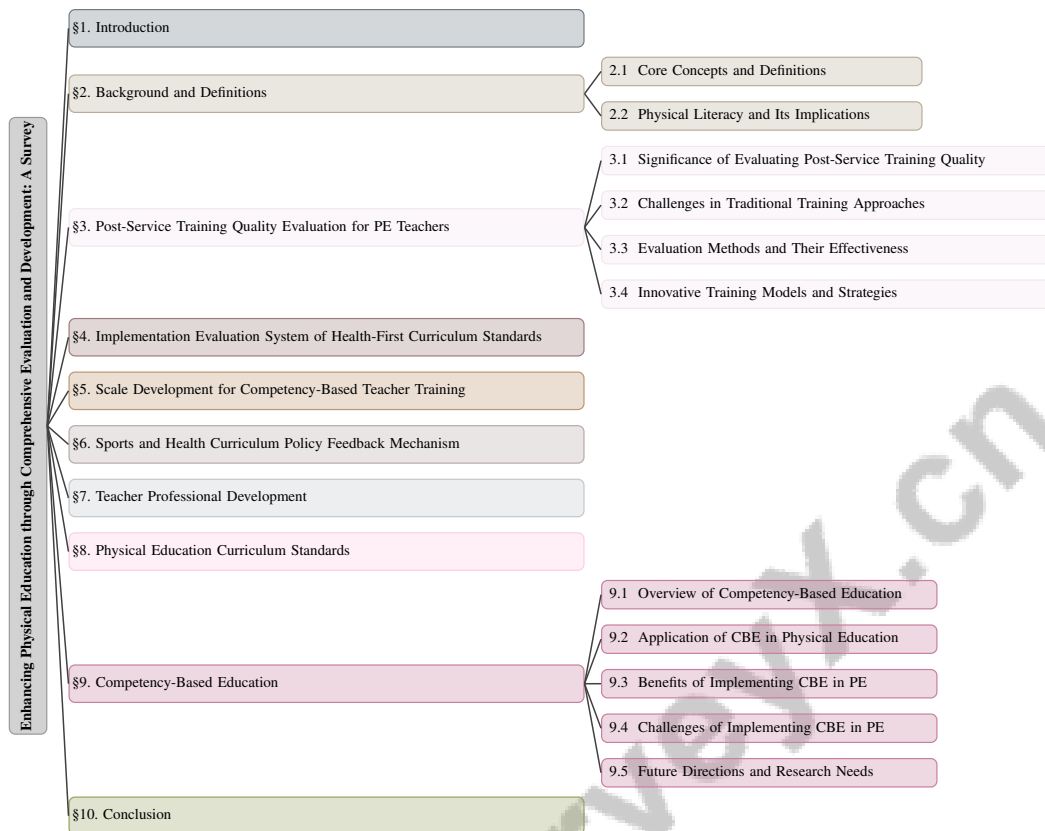 Enhancing Physical Education through Comprehensive Evaluation and Development: A Survey
§1. Introduction
§2. Background and Definitions
2.1 Core Concepts and Definitions
2.2 Physical Literacy and Its Implications
§3. Post-Service Training Quality Evaluation for PE Teachers
3.1 Significance of Evaluating Post-Service Training Quality
3.2 Challenges in Traditional Training Approaches
3.3 Evaluation Methods and Their Effectiveness
3.4 Innovative Training Models and Strategies
§4. Implementation Evaluation System of Health-First Curriculum Standards
§5. Scale Development for Competency-Based Teacher Training
§6. Sports and Health Curriculum Policy Feedback Mechanism
§7. Teacher Professional Development
§8. Physical Education Curriculum Standards
§9. Competency-Based Education
9.1 Overview of Competency-Based Education
9.2 Application of CBE in Physical Education
9.3 Benefits of Implementing CBE in PE
9.4 Challenges of Implementing CBE in PE
9.5 Future Directions and Research Needs
§10. Conclusion